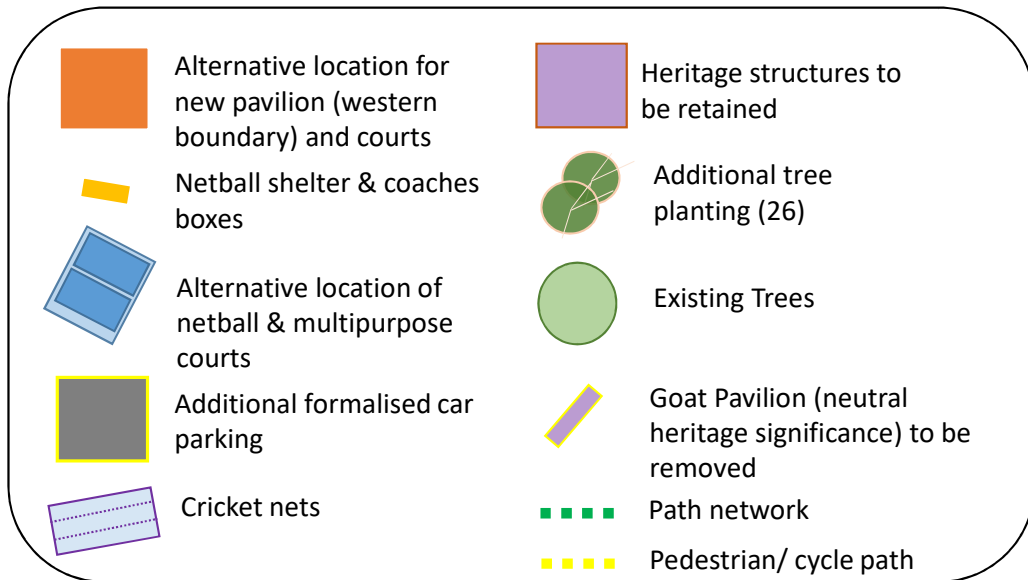 Alternative location for
new pavilion (western
boundary) and courts
Netball shelter & coaches
boxes
Alternative location of
netball & multipurpose
courts
Additional formalised car
parking
Cricket nets
Heritage structures to
be retained
Additional tree
planting (26)
Existing Trees
Goat Pavilion (neutral
heritage significance) to be
removed
Path network
Pedestrian/ cycle path